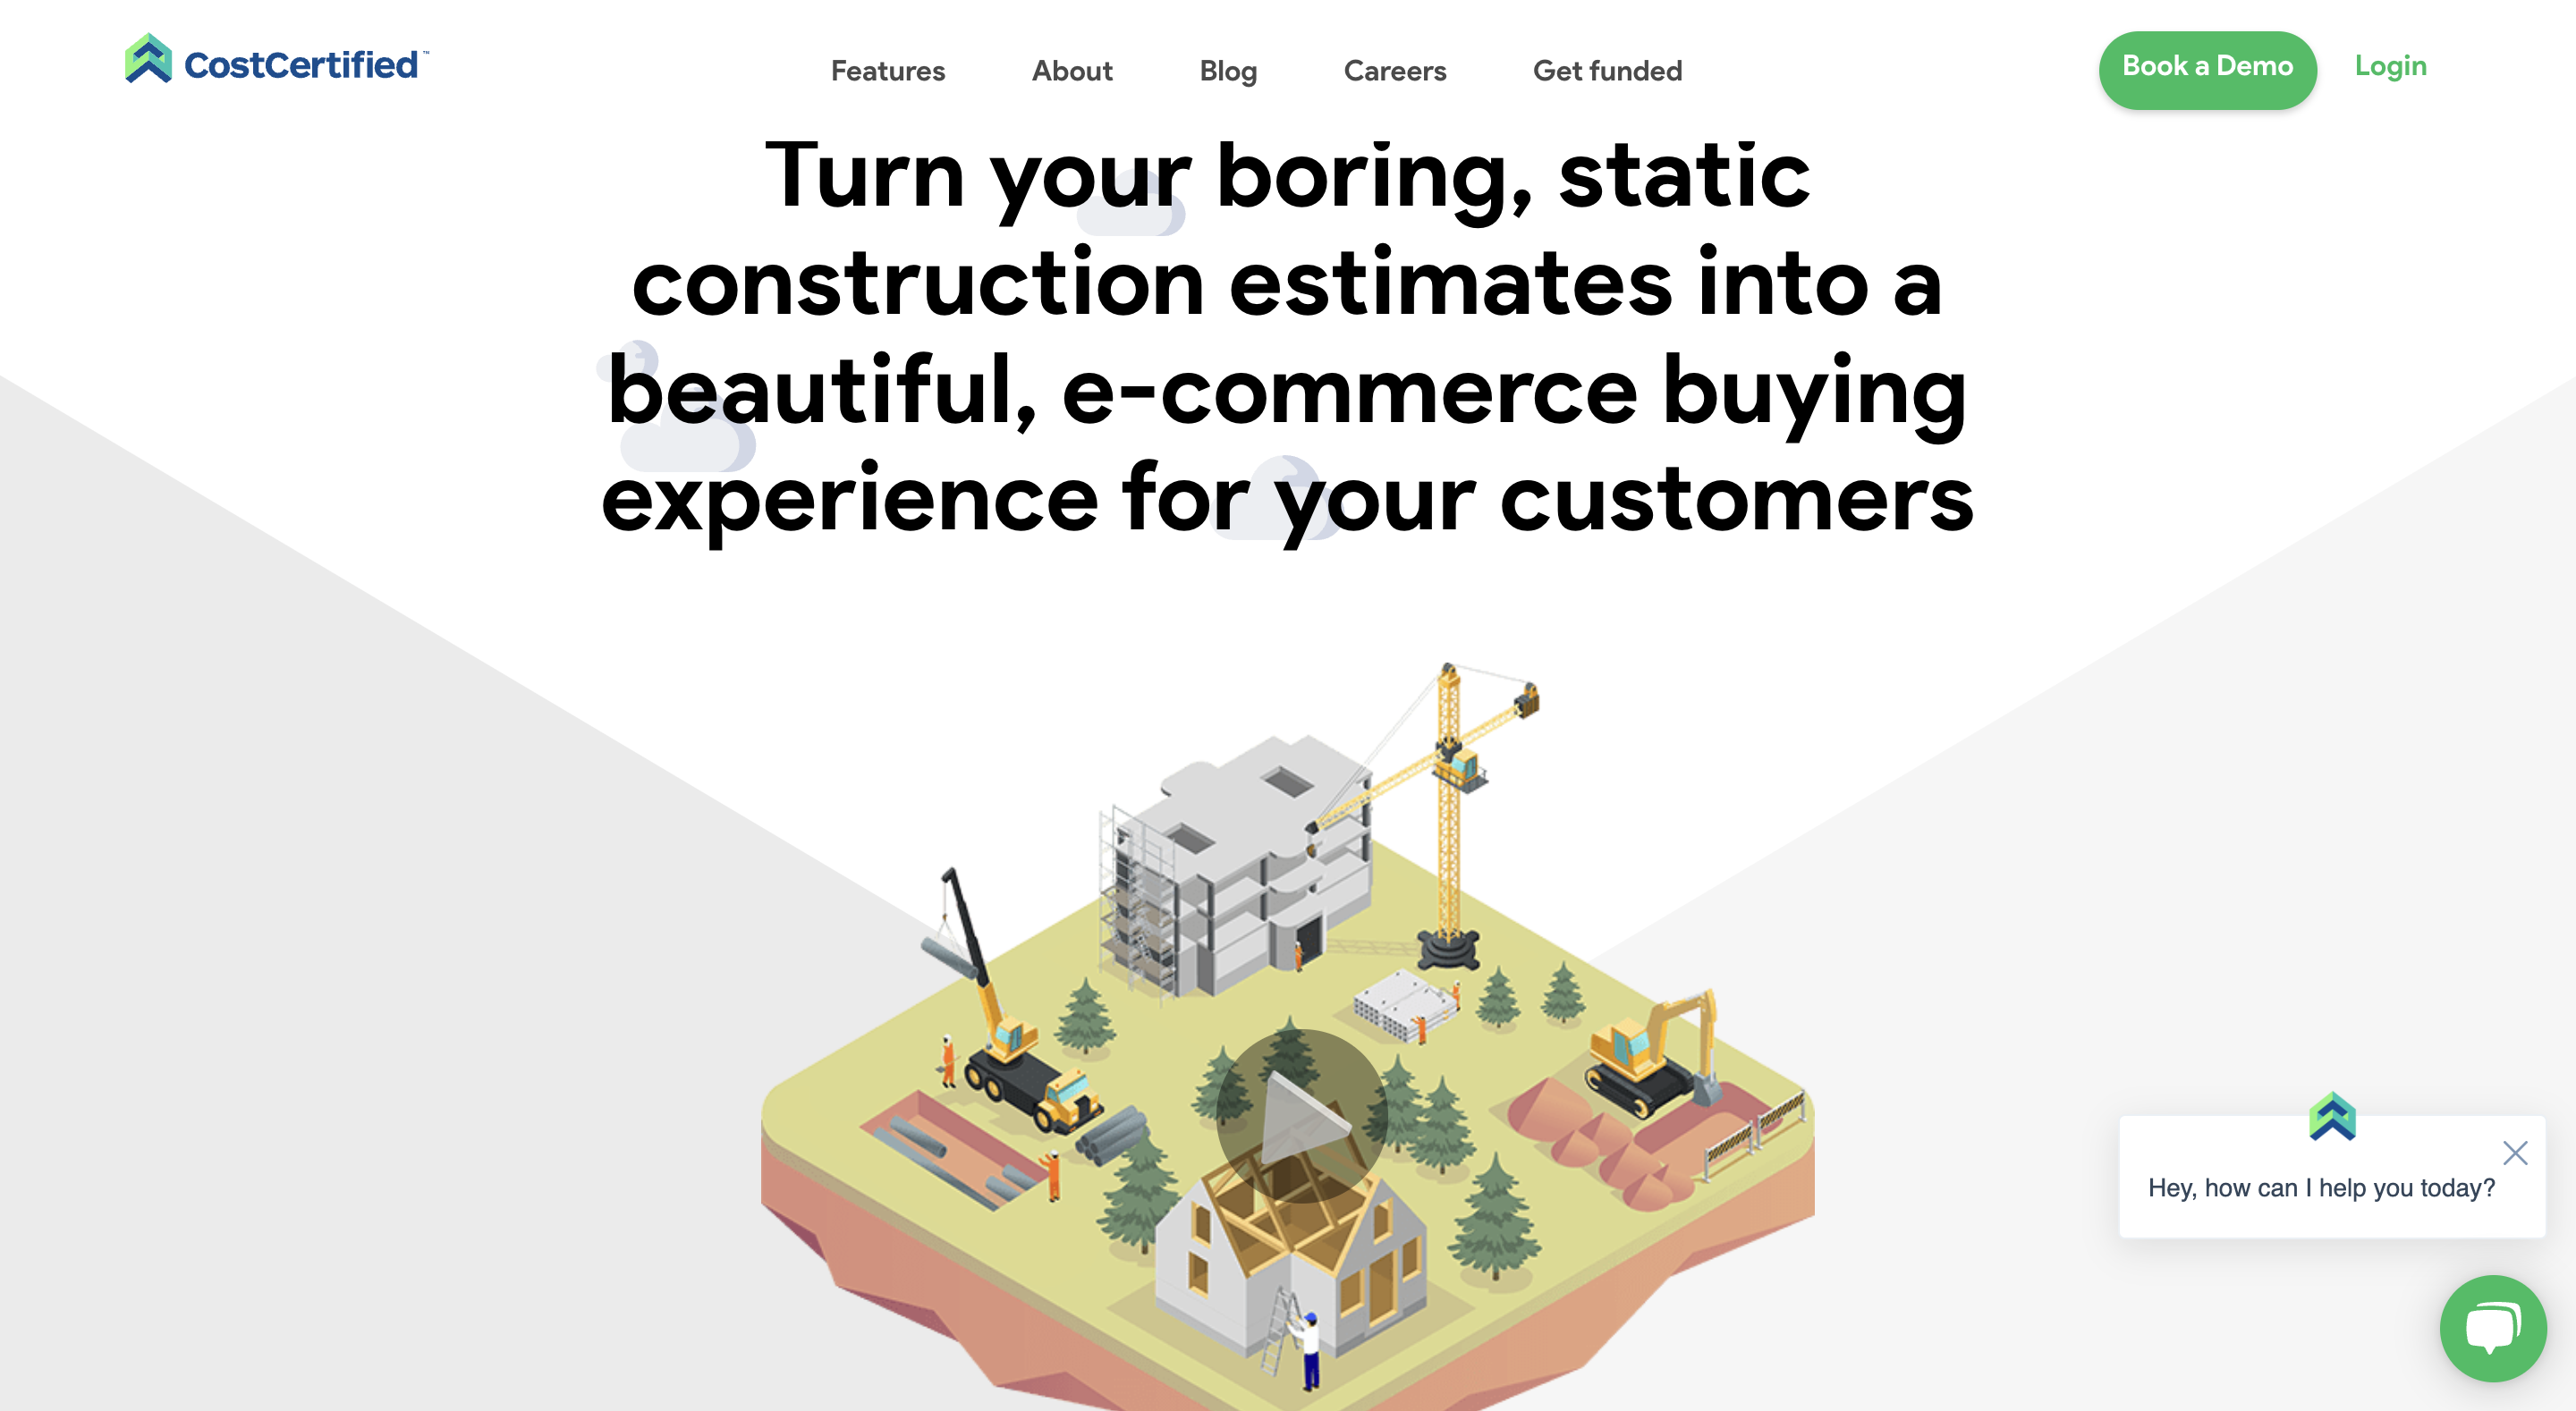 CostCertified™
Features About Blog Careers Get funded
Book a Demo Login
Turn your boring, static
construction estimates into a
beautiful, e-commerce buying
experience for your customers
Hey, how can I help you today?